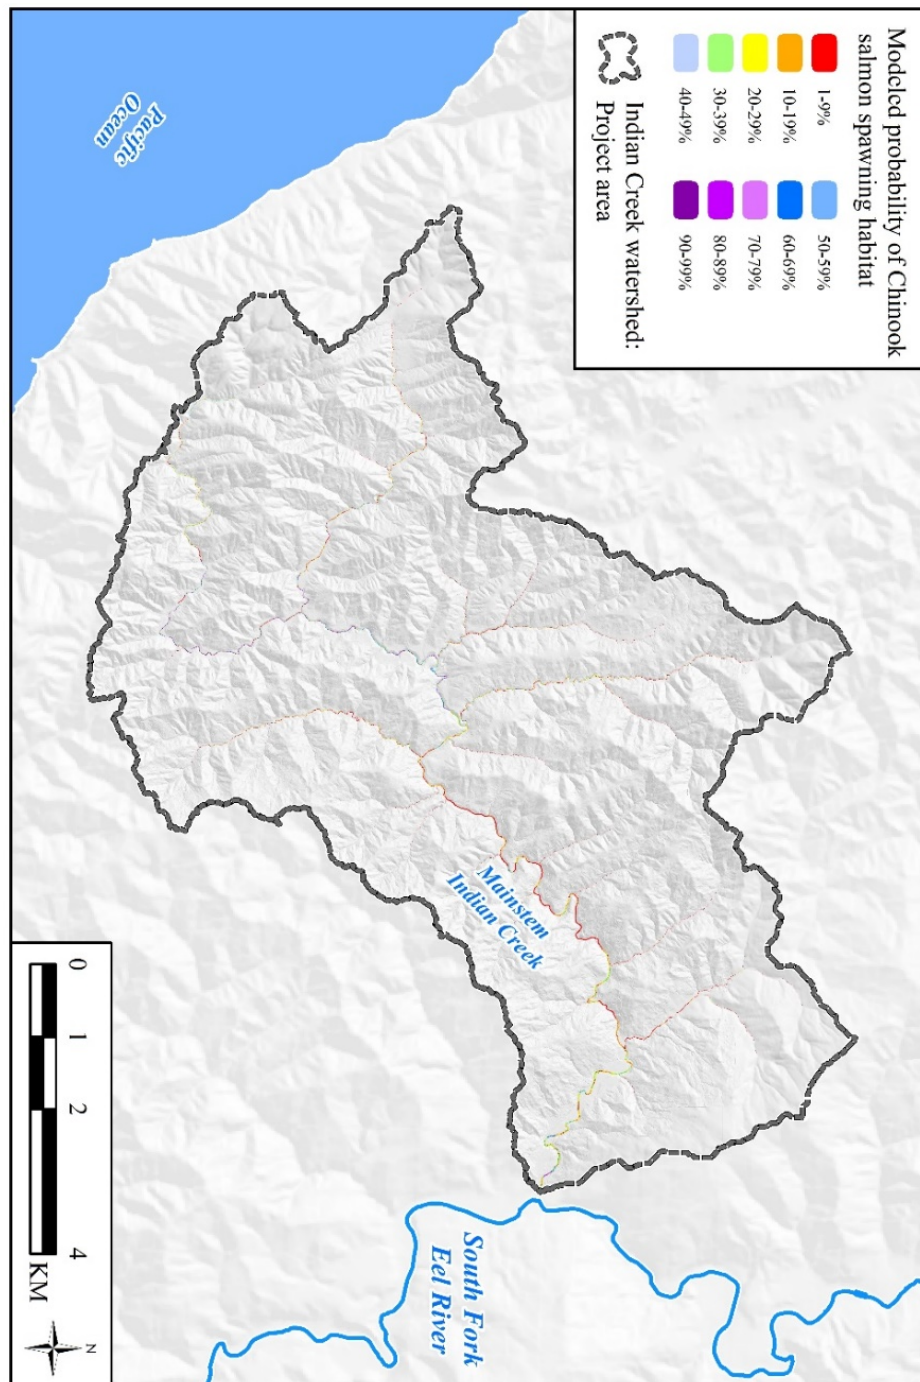 Modeled probability of Chinook
salmon spawning habitat
1-9%
10-19%
20-29%
30-39%
40-49%
50-59%
60-69%
70-79%
80-89%
90-99%
Indian Creek watershed:
Project area
Pacific
Ocean
Mainstem
Indian Creek
South Fork
Eel River
0
1
2
4
KM
N